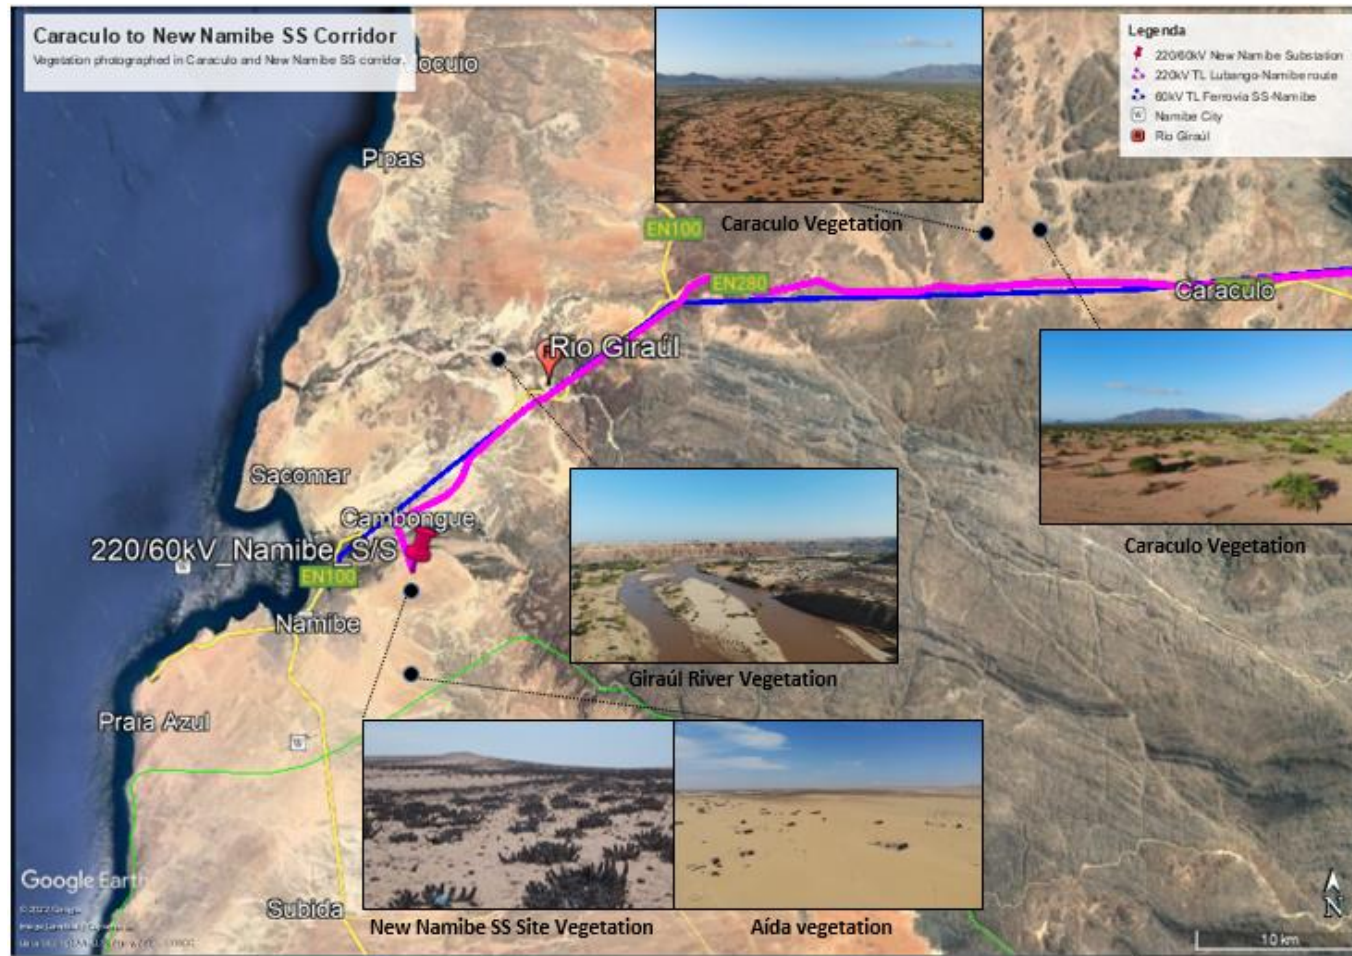 Caraculo to New Namibe SS Corridor
Vegetation photographed in Caraculo and New Namibe SS corridor.
Legenda
220/60kV New Namibe Substation
220kV TL Lubango-Namibe route
60kV TL Ferrovia SS-Namibe
Namibe City
Rio Giraúl
ocuio
Pipas
EN100
Caraculo Vegetation
EN280
Caraculo
Rio Giraúl
Sacomar
Cambongue
220/60kV_Namibe_S/S
EN100
Namibe
Caraculo Vegetation
Giraúl River Vegetation
Praia Azul
Subida
New Namibe SS Site Vegetation
Aída vegetation
Google Earth
N
10 km